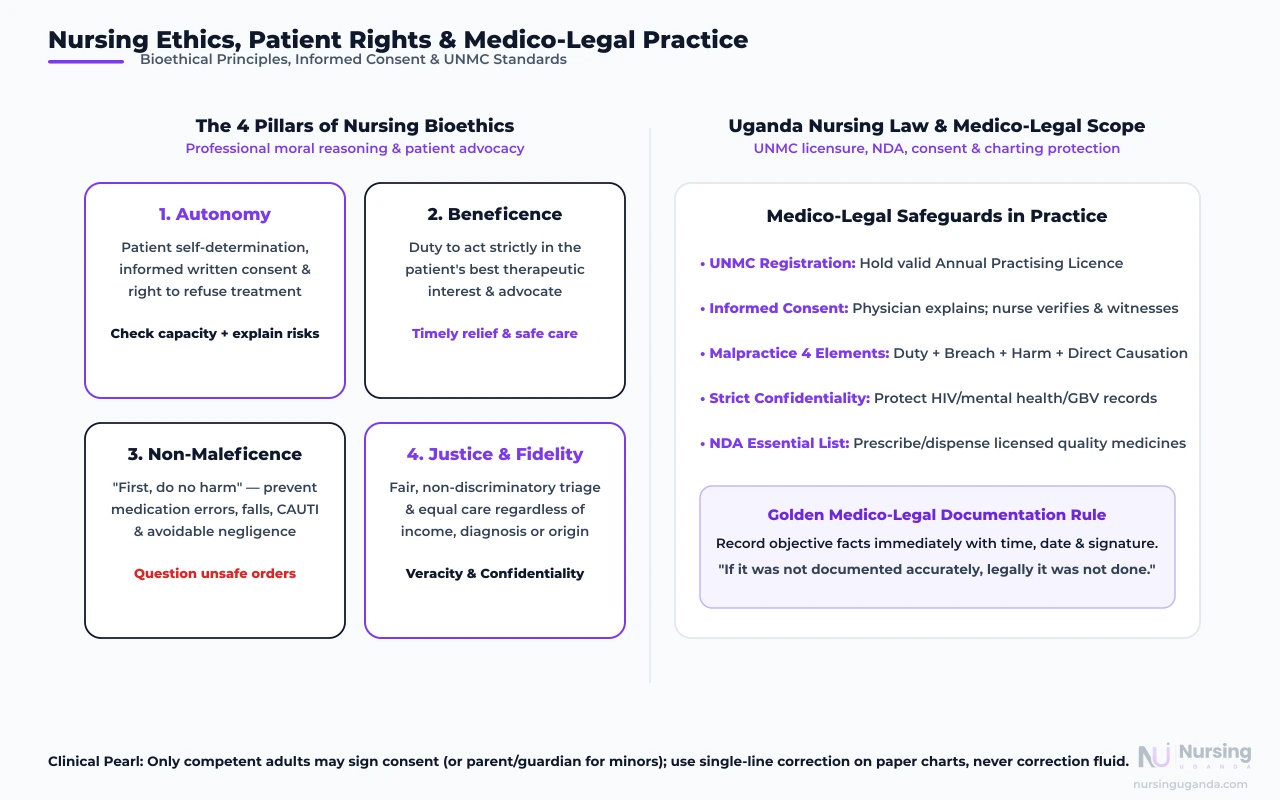 Nursing Ethics, Patient Rights & Medico-Legal Practice
Bioethical Principles, Informed Consent & UNMC Standards
The 4 Pillars of Nursing Bioethics
Professional moral reasoning & patient advocacy
1. Autonomy
Patient self-determination,
informed written consent &
right to refuse treatment
Check capacity + explain risks
2. Beneficence
Duty to act strictly in the
patient's best therapeutic
interest & advocate
Timely relief & safe care
3. Non-Maleficence
"First, do no harm" — prevent
medication errors, falls, CAUTI
& avoidable negligence
Question unsafe orders
4. Justice & Fidelity
Fair, non-discriminatory triage
& equal care regardless of
income, diagnosis or origin
Veracity & Confidentiality
Uganda Nursing Law & Medico-Legal Scope
UNMC licensure, NDA, consent & charting protection
Medico-Legal Safeguards in Practice
• UNMC Registration: Hold valid Annual Practising Licence
• Informed Consent: Physician explains; nurse verifies & witnesses
• Malpractice 4 Elements: Duty + Breach + Harm + Direct Causation
• Strict Confidentiality: Protect HIV/mental health/GBV records
• NDA Essential List: Prescribe/dispense licensed quality medicines
Golden Medico-Legal Documentation Rule
Record objective facts immediately with time, date & signature.
"If it was not documented accurately, legally it was not done."
Clinical Pearl: Only competent adults may sign consent (or parent/guardian for minors); use single-line correction on paper charts, never correction fluid.
NU Nursing
UGANDA
nursinguganda.com